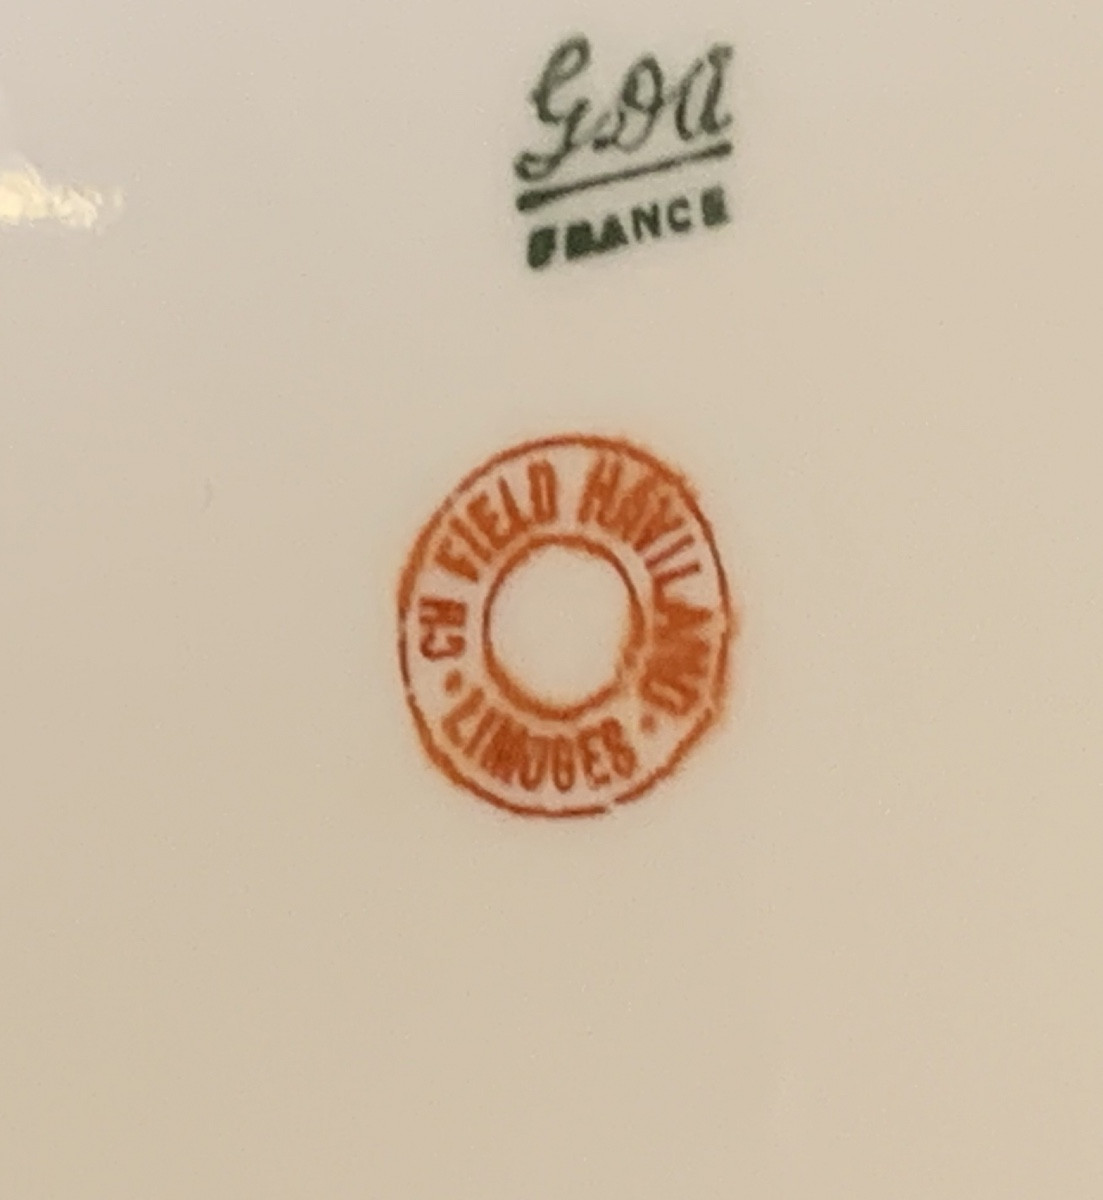 GDA
FRANCE
CH FIELD HAVILAND
• LIMOGES •